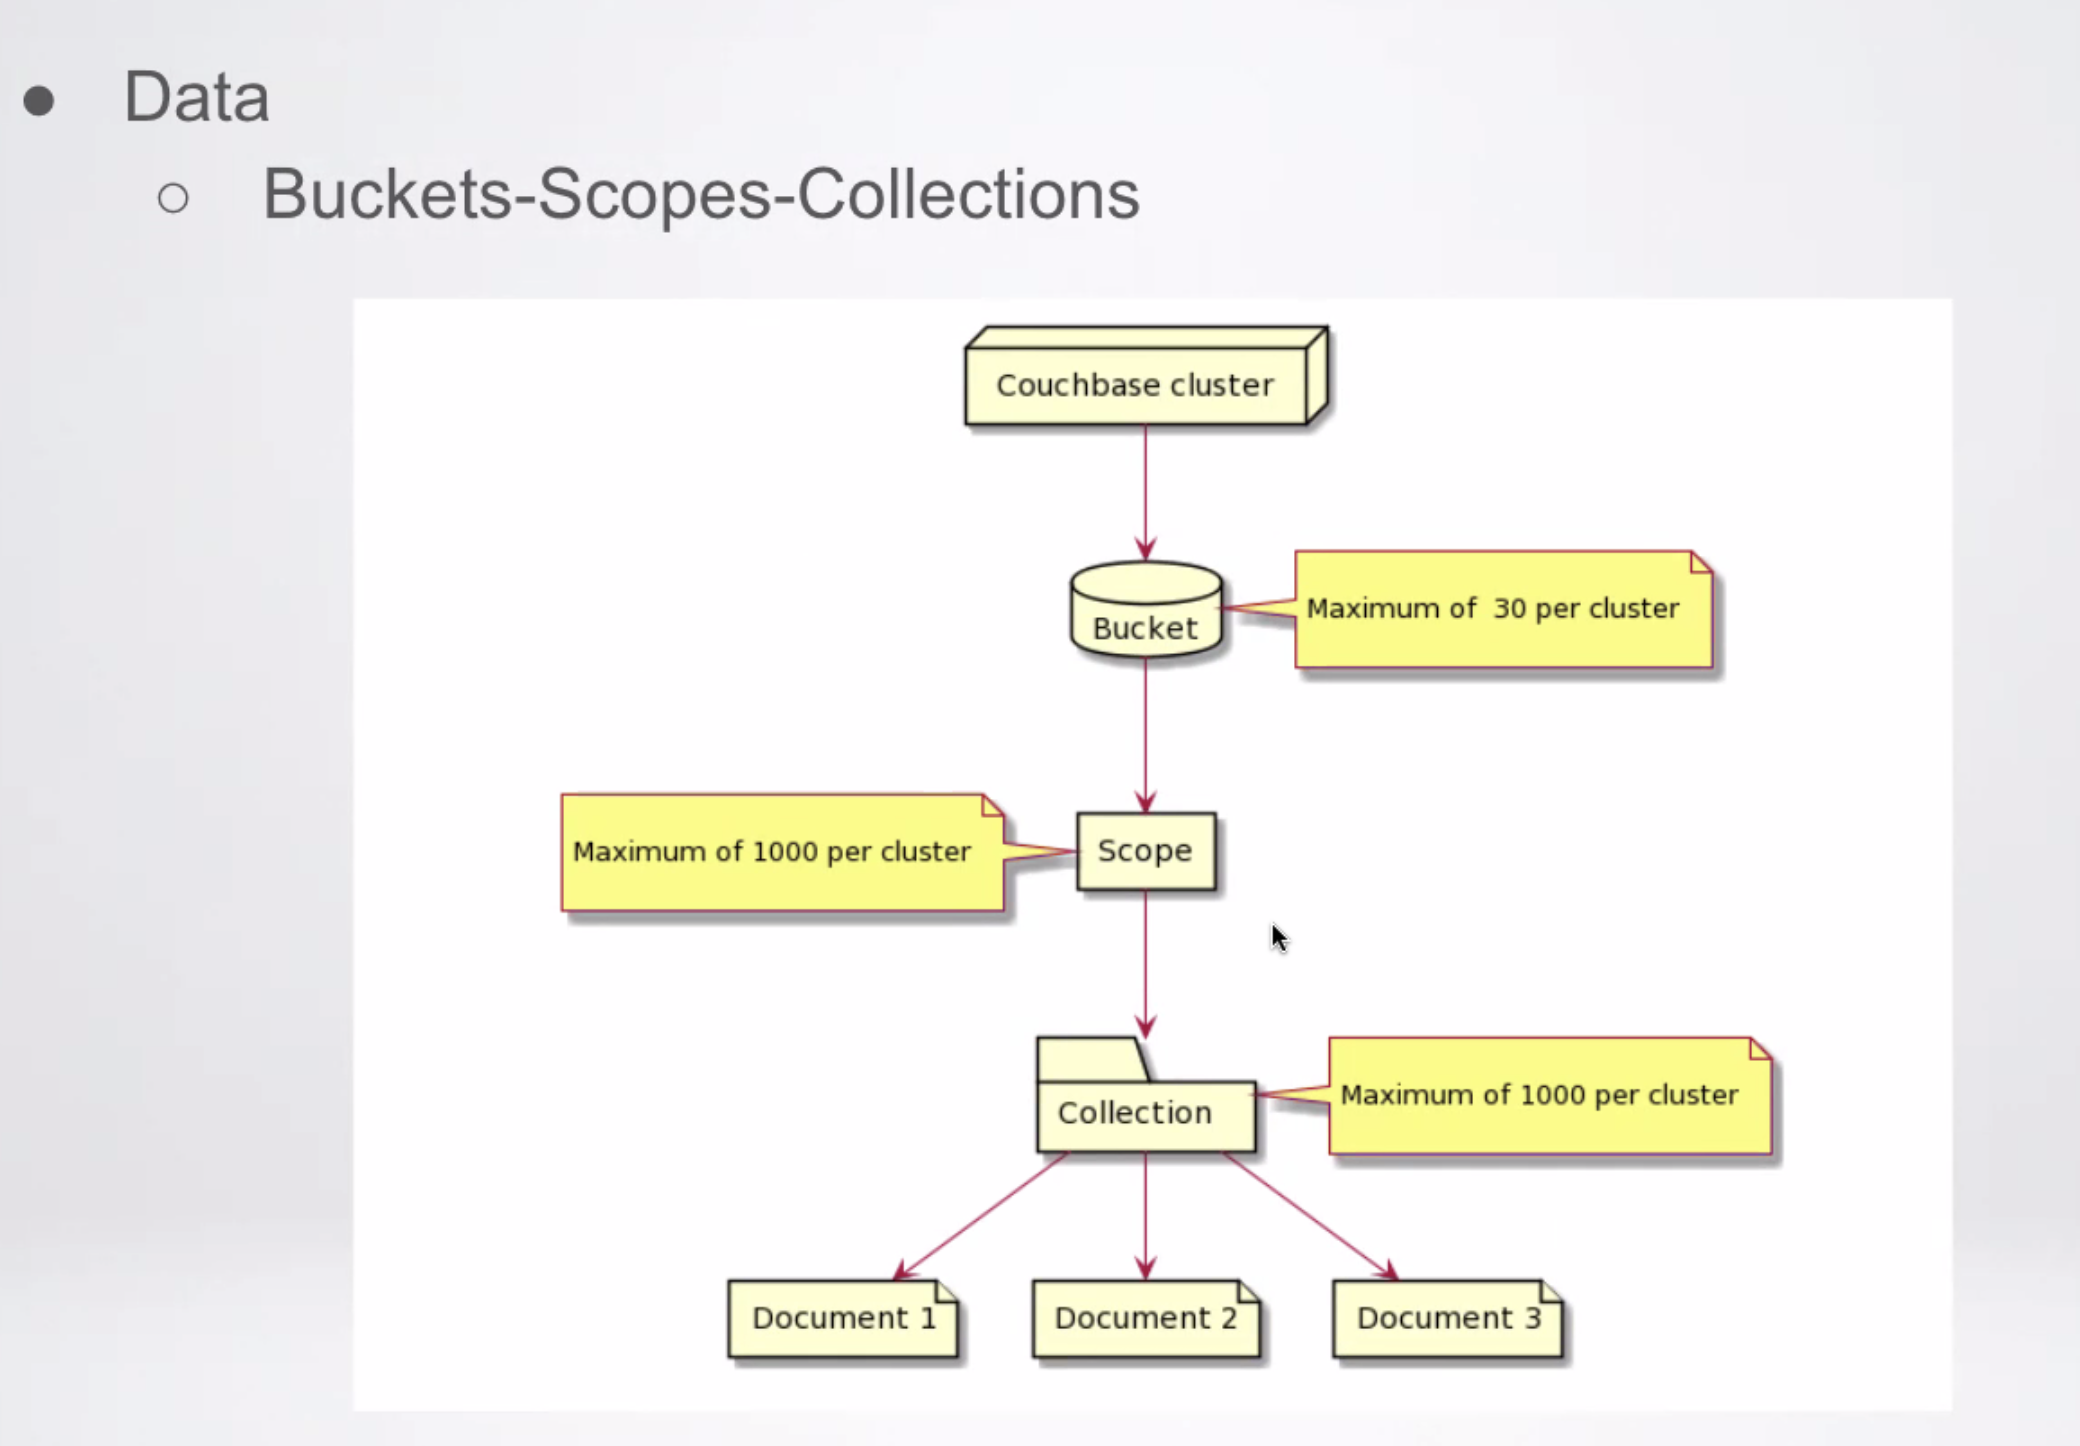 Data
Buckets-Scopes-Collections
Couchbase cluster
Bucket
Maximum of  30 per cluster
Maximum of 1000 per cluster
Scope
Collection
Maximum of 1000 per cluster
Document 1
Document 2
Document 3